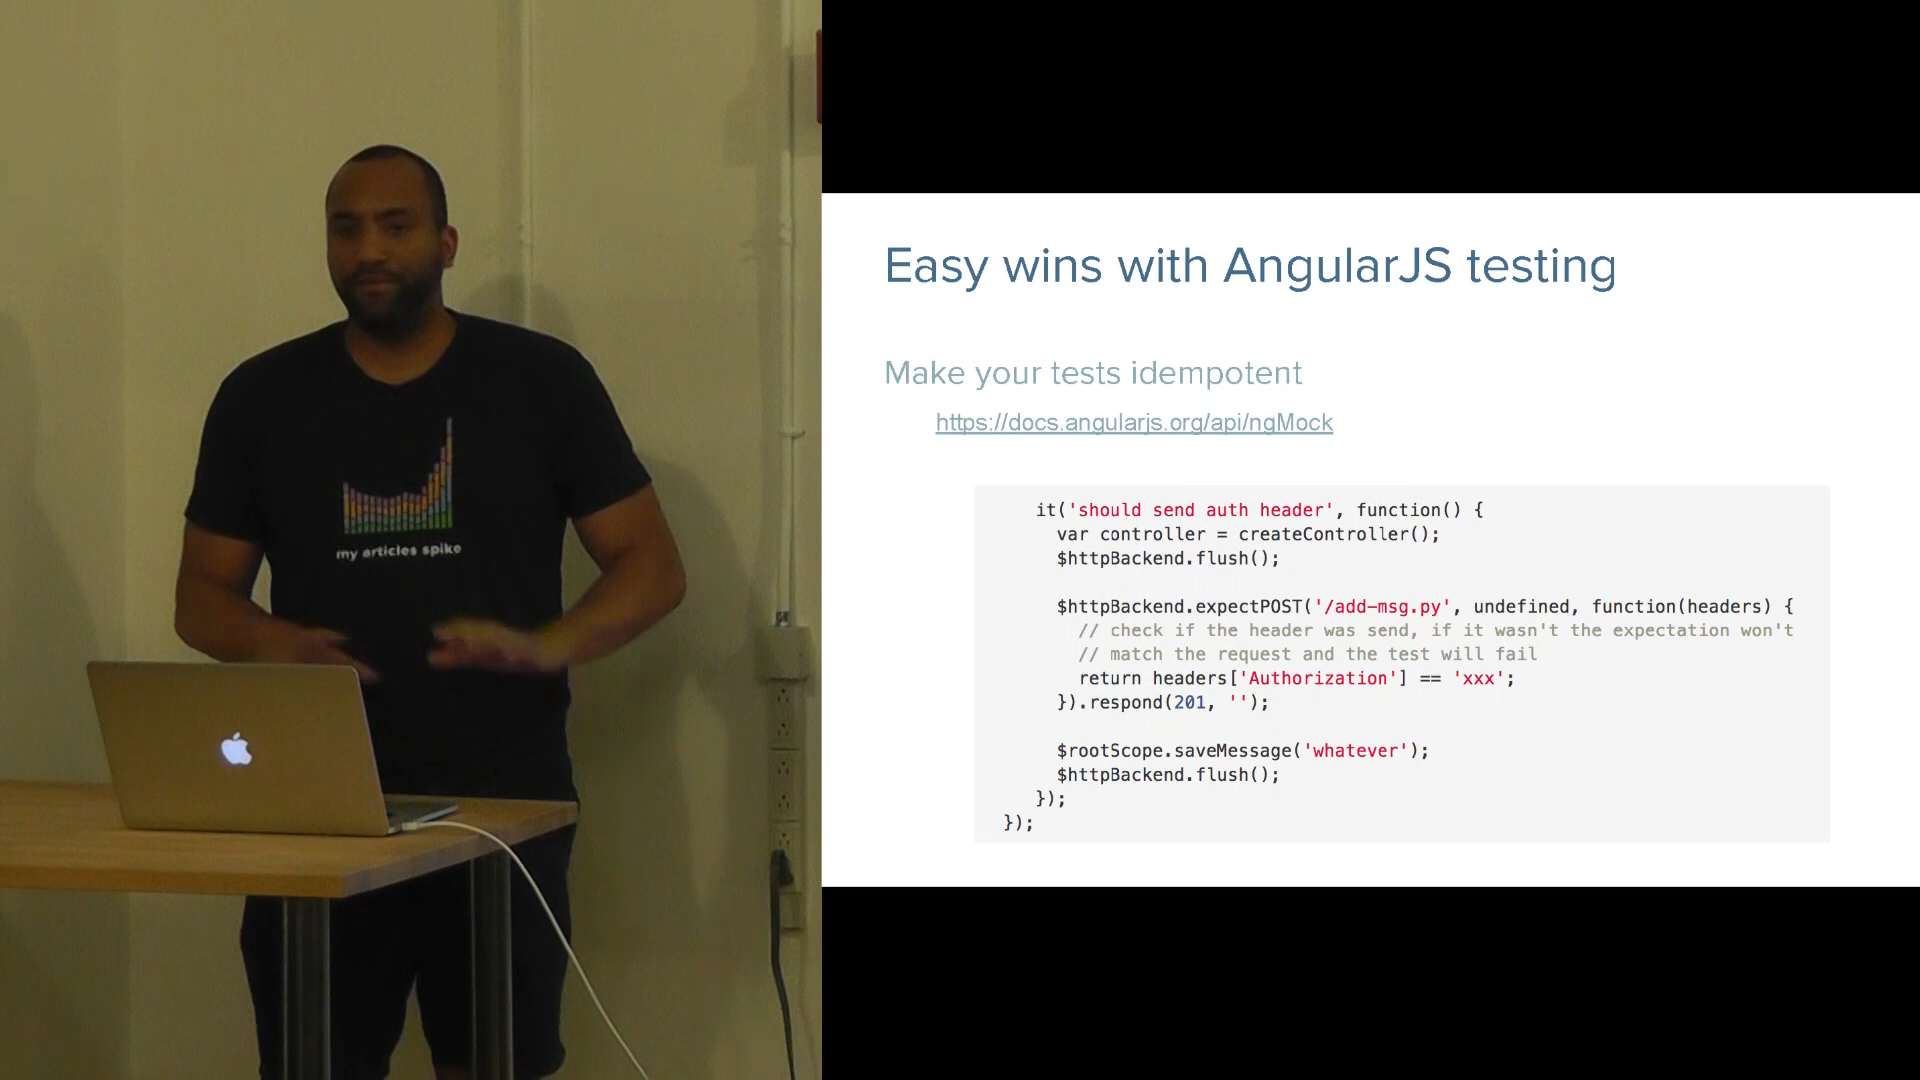 my articles spike
Easy wins with AngularJS testing
Make your tests idempotent
https://docs.angularjs.org/api/ngMock
it('should send auth header', function() {
var controller = createController();
$httpBackend.flush();
$httpBackend.expectPOST('/add-msg.py', undefined, function(headers) {
// check if the header was send, if it wasn't the expectation won't
// match the request and the test will fail
return headers['Authorization'] == 'xxx';
}).respond(201, '');
$rootScope.saveMessage('whatever');
$httpBackend.flush();
});
});